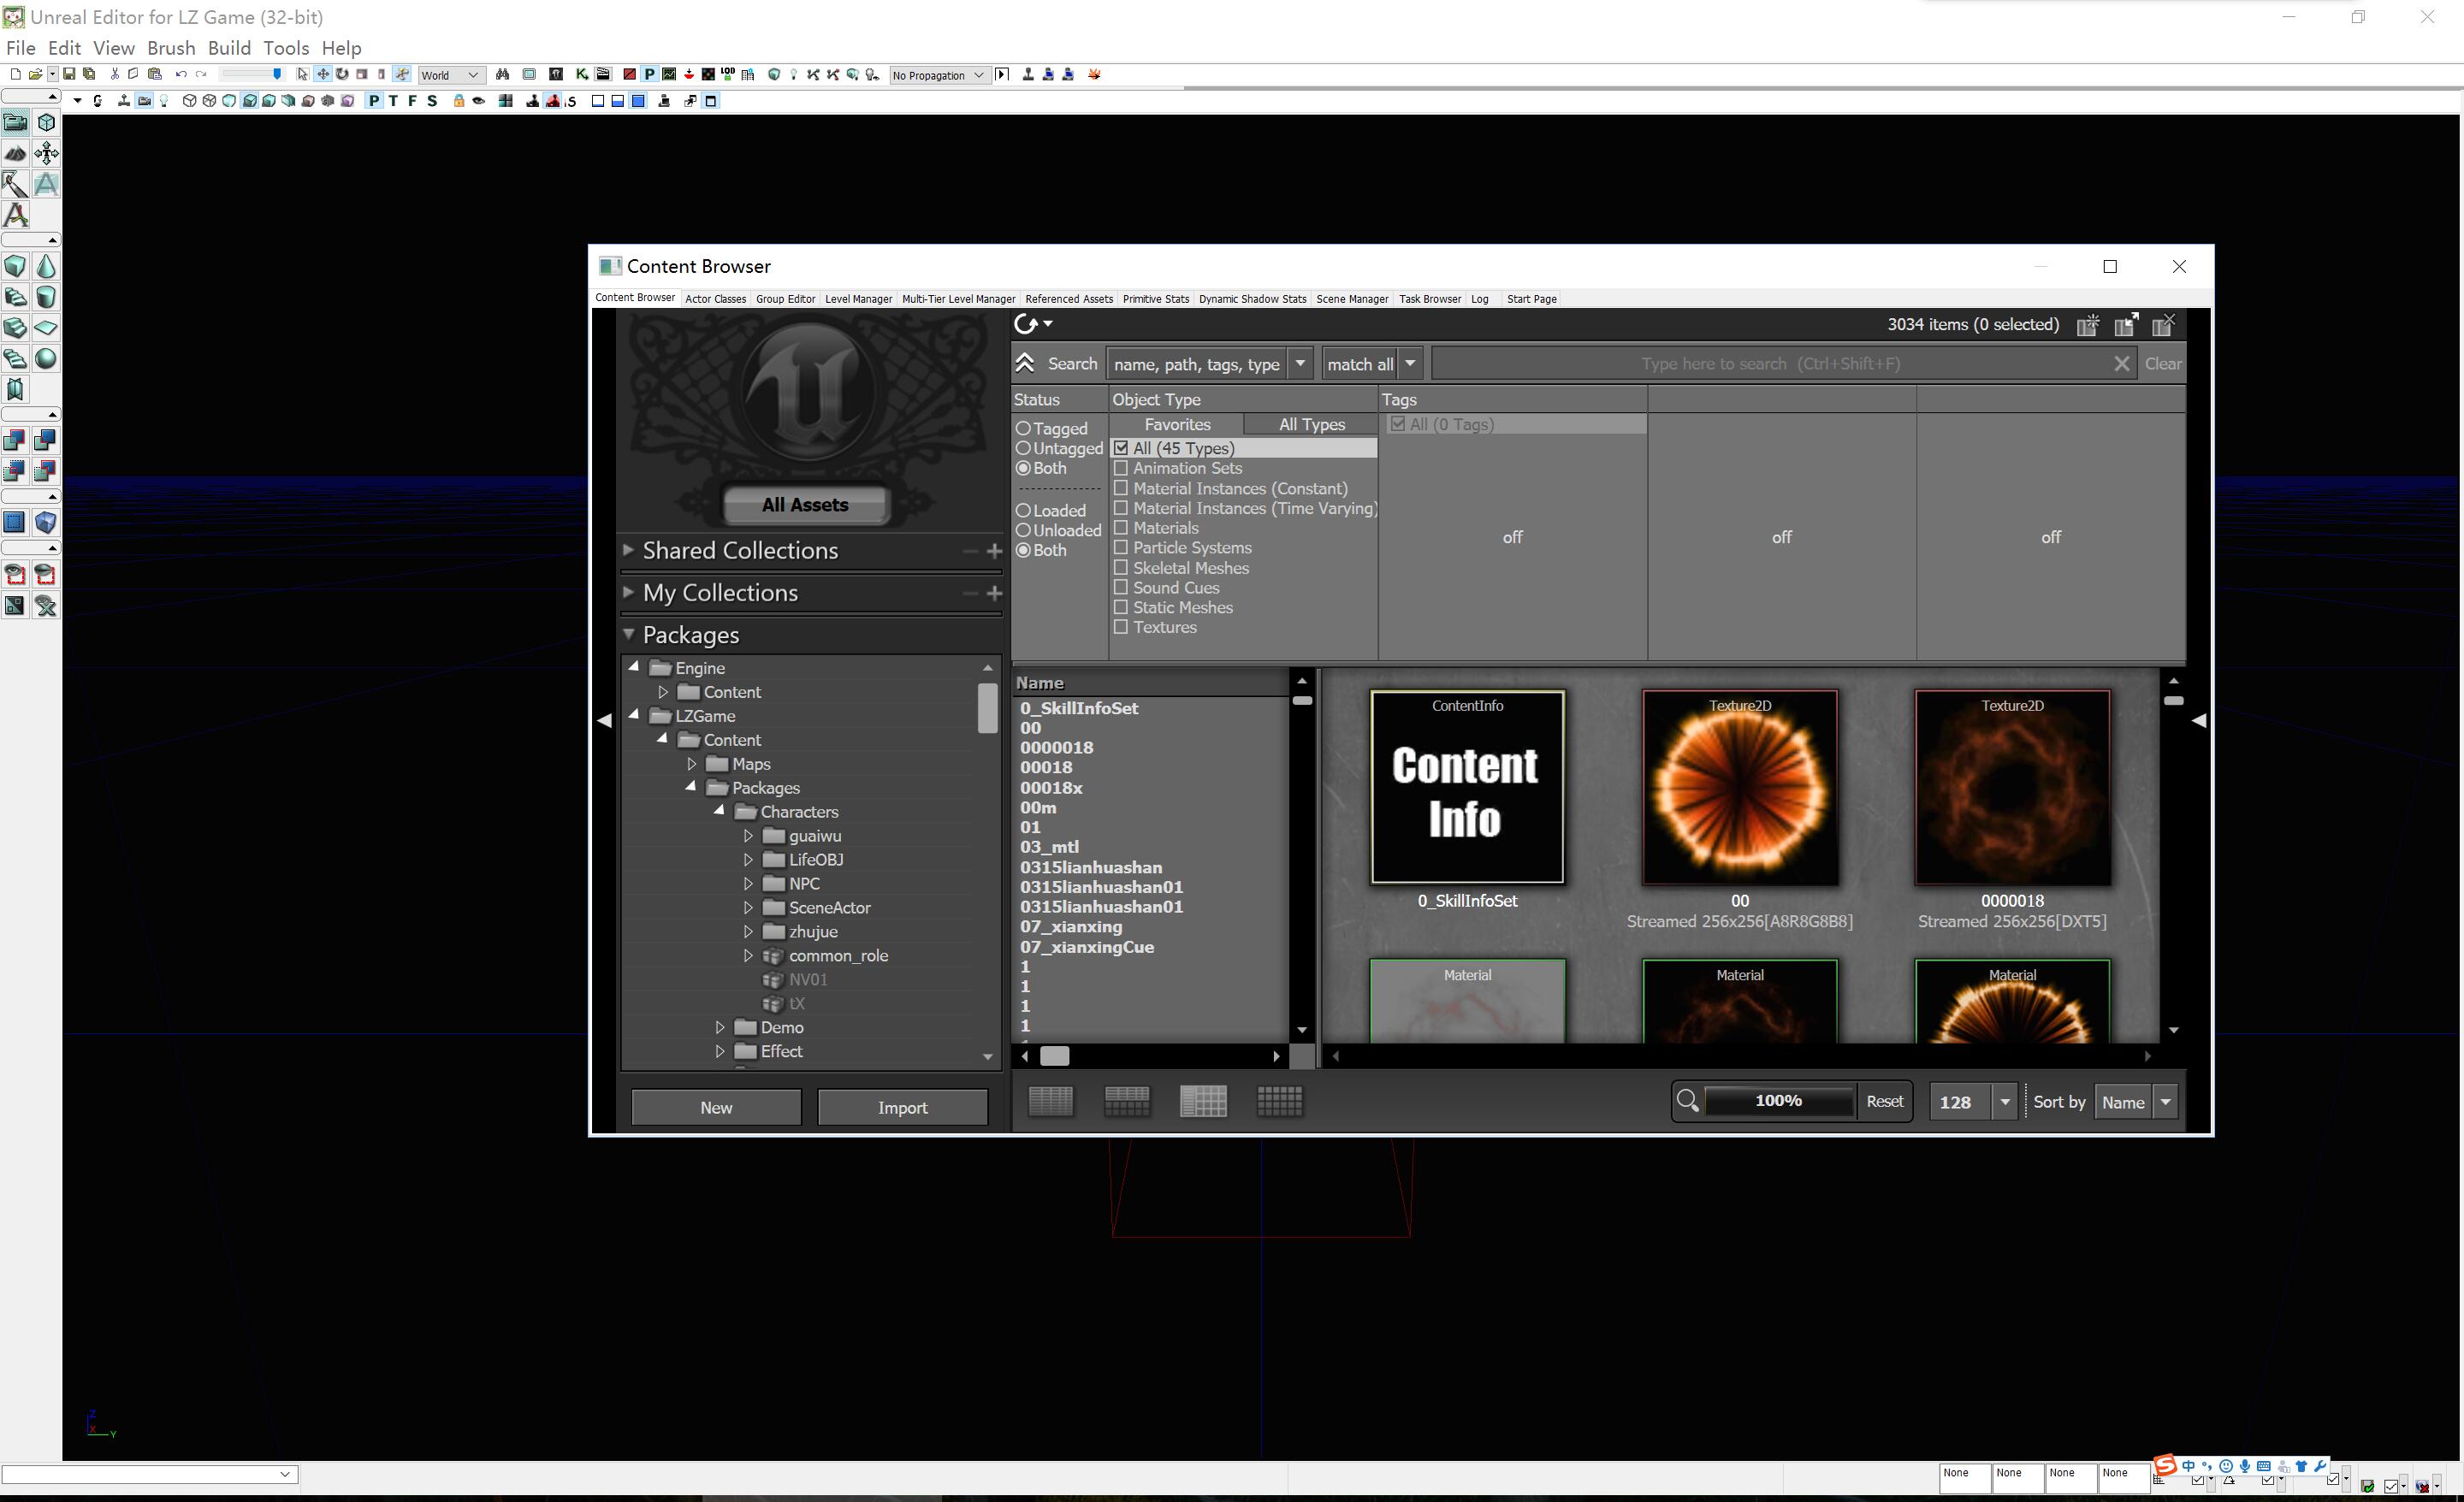 Unreal Editor for LZ Game (32-bit)
File Edit View Brush Build Tools Help
World
No Propagation
P T F S
Content Browser
Content Browser Actor Classes Group Editor Level Manager Multi-Tier Level Manager Referenced Assets Primitive Stats Dynamic Shadow Stats Scene Manager Task Browser Log Start Page
3034 items (0 selected)
Search name, path, tags, type match all Type here to search (Ctrl+Shift+F) Clear
Status
Tagged
Untagged
Both
Loaded
Unloaded
Both
Object Type
Favorites All Types
All (45 Types)
Animation Sets
Material Instances (Constant)
Material Instances (Time Varying)
Materials
Particle Systems
Skeletal Meshes
Sound Cues
Static Meshes
Textures
Tags
All (0 Tags)
off
off
off
All Assets
Shared Collections
My Collections
Packages
Engine
Content
LZGame
Content
Maps
Packages
Characters
guaiwu
LifeOBJ
NPC
SceneActor
zhujue
common_role
NV01
tX
Demo
Effect
New Import
Name
0_SkillInfoSet
00
0000018
00018
00018x
00m
01
03_mtl
0315lianhuashan
0315lianhuashan01
0315lianhuashan01
07_xianxing
07_xianxingCue
1
1
1
1
ContentInfo
Content
Info
0_SkillInfoSet
Texture2D
00
Streamed 256x256[A8R8G8B8]
Texture2D
0000018
Streamed 256x256[DXT5]
Material
Material
Material
100% Reset 128 Sort by Name
Z
X
Y
None None None None
中